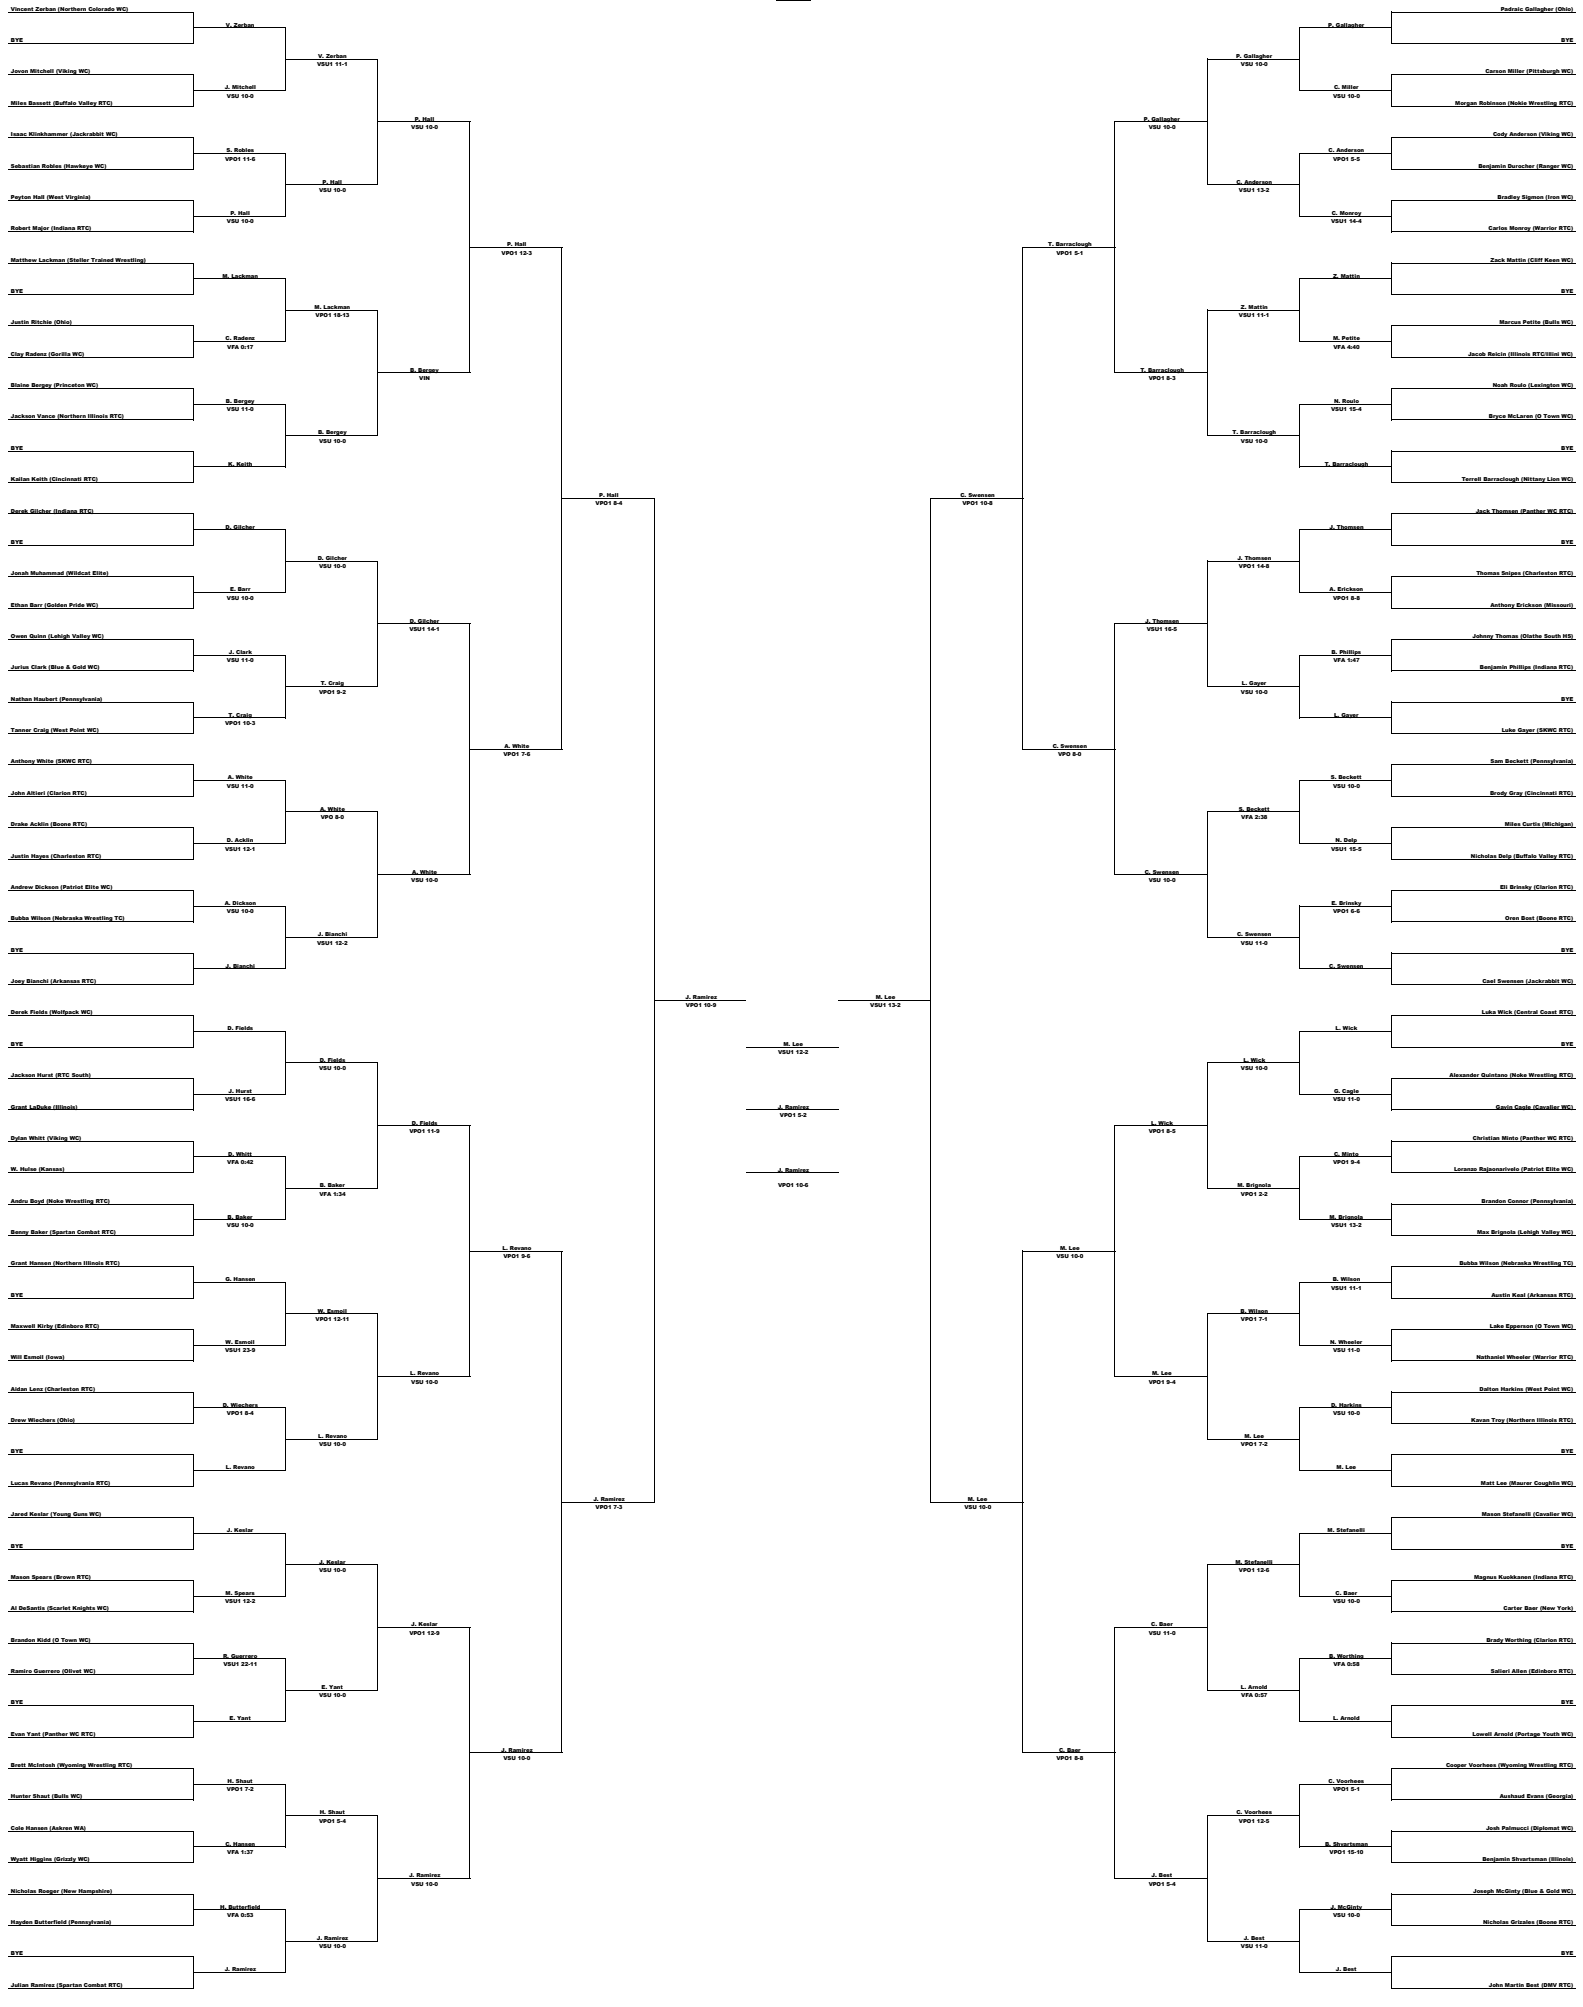 Vincent Zerban (Northern Colorado WC)
BYE
Jovon Mitchell (Viking WC)
Miles Bassett (Buffalo Valley RTC)
Isaac Klinkhammer (Jackrabbit WC)
Sebastian Robles (Hawkeye WC)
Peyton Hall (West Virginia)
Robert Major (Indiana RTC)
Matthew Lackman (Steller Trained Wrestling)
BYE
Justin Ritchie (Ohio)
Clay Radenz (Gorilla WC)
Blaine Bergey (Princeton WC)
Jackson Vance (Northern Illinois RTC)
BYE
Kailan Keith (Cincinnati RTC)
Derek Gilcher (Indiana RTC)
BYE
Jonah Muhammad (Wildcat Elite)
Ethan Barr (Golden Pride WC)
Owen Quinn (Lehigh Valley WC)
Jurius Clark (Blue & Gold WC)
Nathan Haubert (Pennsylvania)
Tanner Craig (West Point WC)
Anthony White (SKWC RTC)
John Altieri (Clarion RTC)
Drake Acklin (Boone RTC)
Justin Hayes (Charleston RTC)
Andrew Dickson (Patriot Elite WC)
Bubba Wilson (Nebraska Wrestling TC)
BYE
Joey Bianchi (Arkansas RTC)
Derek Fields (Wolfpack WC)
BYE
Jackson Hurst (RTC South)
Grant LaDuke (Illinois)
Dylan Whitt (Viking WC)
W. Hulse (Kansas)
Andru Boyd (Noke Wrestling RTC)
Benny Baker (Spartan Combat RTC)
Grant Hansen (Northern Illinois RTC)
BYE
Maxwell Kirby (Edinboro RTC)
Will Esmoil (Iowa)
Aidan Lenz (Charleston RTC)
Drew Wiechers (Ohio)
BYE
Lucas Revano (Pennsylvania RTC)
Jared Keslar (Young Guns WC)
BYE
Mason Spears (Brown RTC)
Al DeSantis (Scarlet Knights WC)
Brandon Kidd (O Town WC)
Ramiro Guerrero (Olivet WC)
BYE
Evan Yant (Panther WC RTC)
Brett McIntosh (Wyoming Wrestling RTC)
Hunter Shaut (Bulls WC)
Cole Hansen (Askren WA)
Wyatt Higgins (Grizzly WC)
Nicholas Roeger (New Hampshire)
Hayden Butterfield (Pennsylvania)
BYE
Julian Ramirez (Spartan Combat RTC)
V. Zerban
J. Mitchell
VSU 10-0
S. Robles
VPO1 11-6
P. Hall
VSU 10-0
M. Lackman
C. Radenz
VFA 0:17
B. Bergey
VSU 11-0
K. Keith
D. Gilcher
E. Barr
VSU 10-0
J. Clark
VSU 11-0
T. Craig
VPO1 10-3
A. White
VSU 11-0
D. Acklin
VSU1 12-1
A. Dickson
VSU 10-0
J. Bianchi
D. Fields
J. Hurst
VSU1 16-6
D. Whitt
VFA 0:42
B. Baker
VSU 10-0
G. Hansen
W. Esmoil
VSU1 23-9
D. Wiechers
VPO1 8-4
L. Revano
J. Keslar
M. Spears
VSU1 12-2
R. Guerrero
VSU1 22-11
E. Yant
H. Shaut
VPO1 7-2
C. Hansen
VFA 1:37
H. Butterfield
VFA 0:53
J. Ramirez
V. Zerban
VSU1 11-1
P. Hall
VSU 10-0
M. Lackman
VPO1 18-13
B. Bergey
VSU 10-0
D. Gilcher
VSU 10-0
T. Craig
VPO1 9-2
A. White
VPO 8-0
J. Bianchi
VSU1 12-2
D. Fields
VSU 10-0
B. Baker
VFA 1:34
W. Esmoil
VPO1 12-11
L. Revano
VSU 10-0
J. Keslar
VSU 10-0
E. Yant
VSU 10-0
H. Shaut
VPO1 5-4
J. Ramirez
VSU 10-0
P. Hall
VSU 10-0
B. Bergey
VIN
D. Gilcher
VSU1 14-1
A. White
VSU 10-0
D. Fields
VPO1 11-9
L. Revano
VSU 10-0
J. Keslar
VPO1 12-9
J. Ramirez
VSU 10-0
P. Hall
VPO1 12-3
A. White
VPO1 7-6
L. Revano
VPO1 9-6
J. Ramirez
VSU 10-0
P. Hall
VPO1 8-4
J. Ramirez
VPO1 7-3
J. Ramirez
VPO1 10-9
M. Lee
VSU1 12-2
J. Ramirez
VPO1 5-2
J. Ramirez
VPO1 10-6
M. Lee
VSU1 13-2
C. Swensen
VPO1 10-8
M. Lee
VSU 10-0
T. Barraclough
VPO1 5-1
C. Swensen
VPO 8-0
M. Lee
VSU 10-0
C. Baer
VPO1 8-8
P. Gallagher
VSU 10-0
T. Barraclough
VPO1 8-3
J. Thomsen
VSU1 16-5
C. Swensen
VSU 10-0
L. Wick
VPO1 8-5
M. Lee
VPO1 9-4
C. Baer
VSU 11-0
J. Best
VPO1 5-4
P. Gallagher
VSU 10-0
C. Anderson
VSU1 13-2
Z. Mattin
VSU1 11-1
T. Barraclough
VSU 10-0
J. Thomsen
VPO1 14-8
L. Gayer
VSU 10-0
S. Beckett
VFA 2:38
C. Swensen
VSU 11-0
L. Wick
VSU 10-0
M. Brignola
VPO1 2-2
B. Wilson
VPO1 7-1
M. Lee
VPO1 7-2
M. Stefanelli
VPO1 12-6
L. Arnold
VFA 0:57
C. Voorhees
VPO1 12-5
J. Best
VSU 11-0
P. Gallagher
C. Miller
VSU 10-0
C. Anderson
VPO1 5-5
C. Monroy
VSU1 14-4
Z. Mattin
M. Petite
VFA 4:40
N. Roulo
VSU1 15-4
T. Barraclough
J. Thomsen
A. Erickson
VPO1 8-8
B. Phillips
VFA 1:47
L. Gayer
S. Beckett
VSU 10-0
N. Delp
VSU1 15-5
E. Brinsky
VPO1 6-6
C. Swensen
L. Wick
G. Cagle
VSU 11-0
C. Minto
VPO1 9-4
M. Brignola
VSU1 13-2
B. Wilson
VSU1 11-1
N. Wheeler
VSU 11-0
D. Harkins
VSU 10-0
M. Lee
M. Stefanelli
C. Baer
VSU 10-0
B. Worthing
VFA 0:58
L. Arnold
C. Voorhees
VPO1 5-1
B. Shvartsman
VPO1 15-10
J. McGinty
VSU 10-0
J. Best
Padraic Gallagher (Ohio)
BYE
Carson Miller (Pittsburgh WC)
Morgan Robinson (Nokie Wrestling RTC)
Cody Anderson (Viking WC)
Benjamin Durocher (Ranger WC)
Bradley Sigmon (Iron WC)
Carlos Monroy (Warrior RTC)
Zack Mattin (Cliff Keen WC)
BYE
Marcus Petite (Bulls WC)
Jacob Reicin (Illinois RTC/Illini WC)
Noah Roulo (Lexington WC)
Bryce McLaren (O Town WC)
BYE
Terrell Barraclough (Nittany Lion WC)
Jack Thomsen (Panther WC RTC)
BYE
Thomas Snipes (Charleston RTC)
Anthony Erickson (Missouri)
Johnny Thomas (Olathe South HS)
Benjamin Phillips (Indiana RTC)
BYE
Luke Gayer (SKWC RTC)
Sam Beckett (Pennsylvania)
Brody Gray (Cincinnati RTC)
Miles Curtis (Michigan)
Nicholas Delp (Buffalo Valley RTC)
Eli Brinsky (Clarion RTC)
Oren Bost (Boone RTC)
BYE
Cael Swensen (Jackrabbit WC)
Luka Wick (Central Coast RTC)
BYE
Alexander Quintano (Noke Wrestling RTC)
Gavin Cagle (Cavalier WC)
Christian Minto (Panther WC RTC)
Loranzo Rajaonarivelo (Patriot Elite WC)
Brandon Connor (Pennsylvania)
Max Brignola (Lehigh Valley WC)
Bubba Wilson (Nebraska Wrestling TC)
Austin Keal (Arkansas RTC)
Lake Epperson (O Town WC)
Nathaniel Wheeler (Warrior RTC)
Dalton Harkins (West Point WC)
Kavan Troy (Northern Illinois RTC)
BYE
Matt Lee (Maurer Coughlin WC)
Mason Stefanelli (Cavalier WC)
BYE
Magnus Kuokkanen (Indiana RTC)
Carter Baer (New York)
Brady Worthing (Clarion RTC)
Salieri Allen (Edinboro RTC)
BYE
Lowell Arnold (Portage Youth WC)
Cooper Voorhees (Wyoming Wrestling RTC)
Aushaud Evans (Georgia)
Josh Palmucci (Diplomat WC)
Benjamin Shvartsman (Illinois)
Joseph McGinty (Blue & Gold WC)
Nicholas Grizales (Boone RTC)
BYE
John Martin Best (DMV RTC)